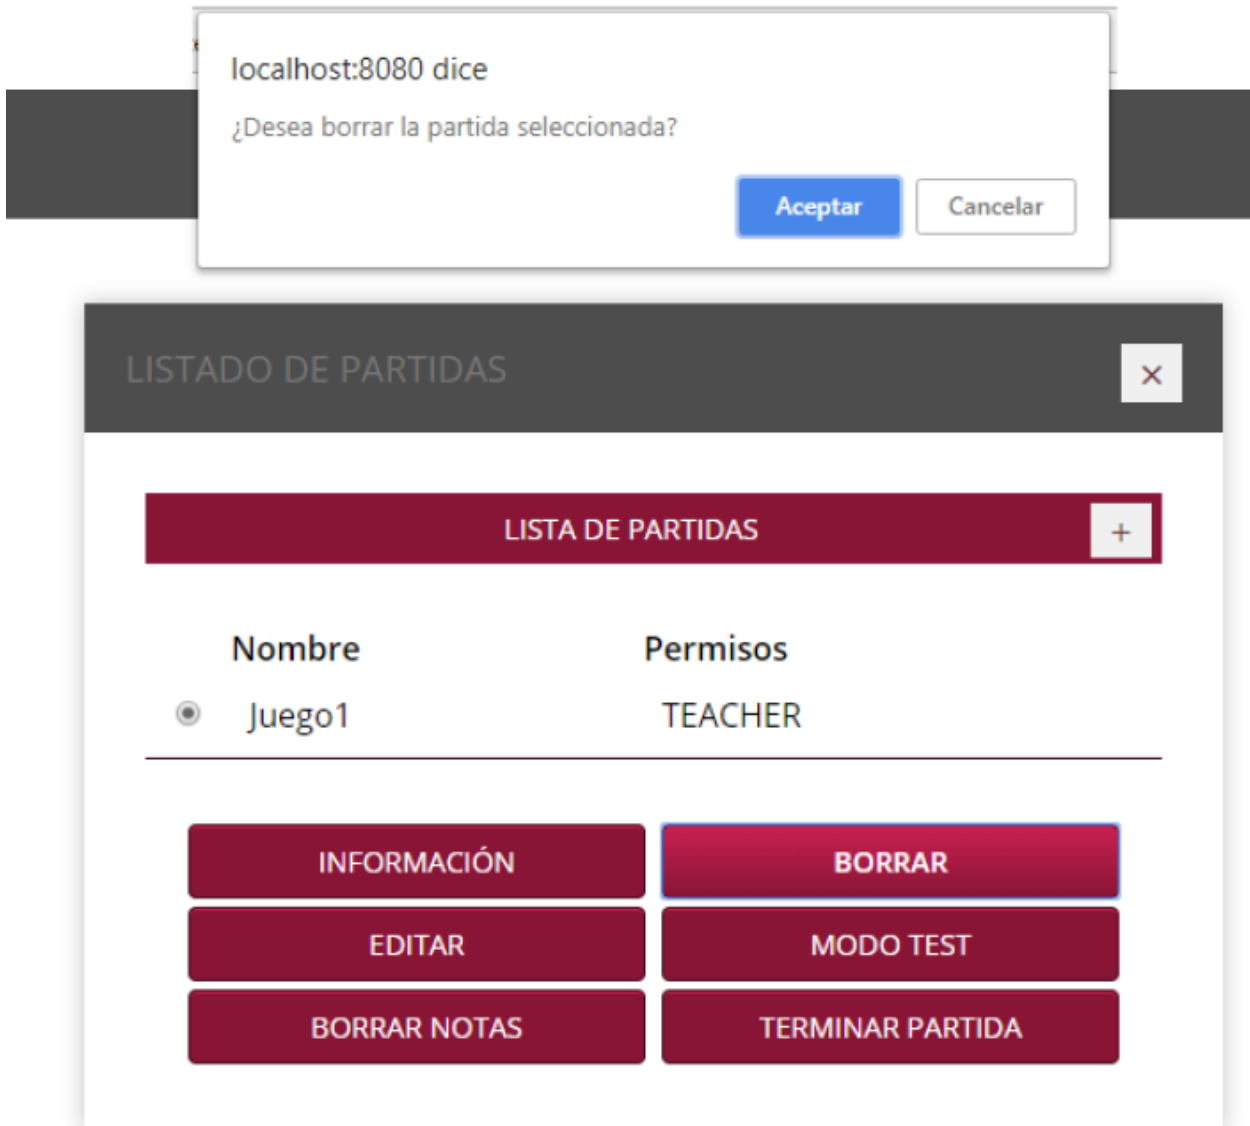 localhost:8080 dice
¿Desea borrar la partida seleccionada?
Aceptar Cancelar
LISTADO DE PARTIDAS ×
LISTA DE PARTIDAS +
Nombre Permisos
Juego1 TEACHER
INFORMACIÓN BORRAR
EDITAR MODO TEST
BORRAR NOTAS TERMINAR PARTIDA